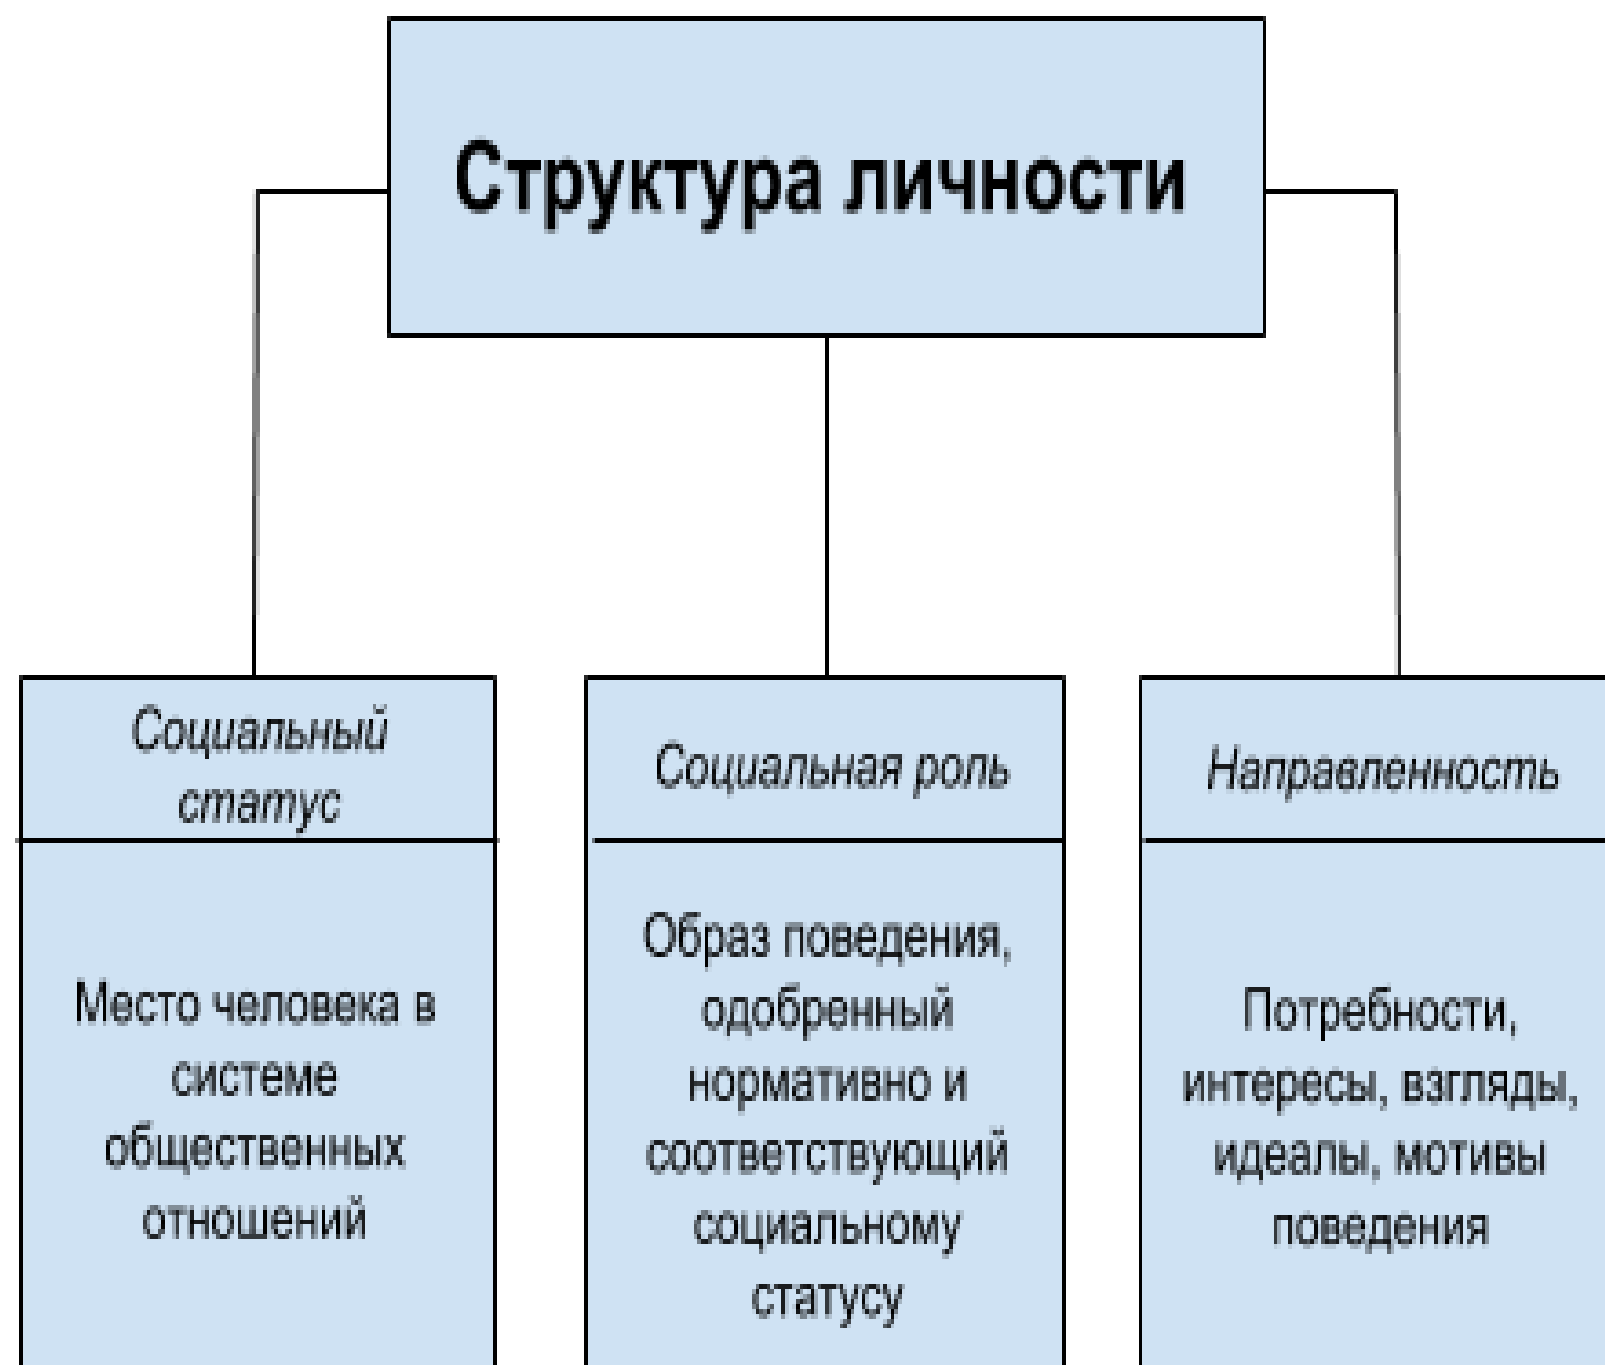 Структура личности
Социальный
статус
Место человека в
системе
общественных
отношений
Социальная роль
Образ поведения,
одобренный
нормативно и
соответствующий
социальному
статусу
Направленность
Потребности,
интересы, взгляды,
идеалы, мотивы
поведения